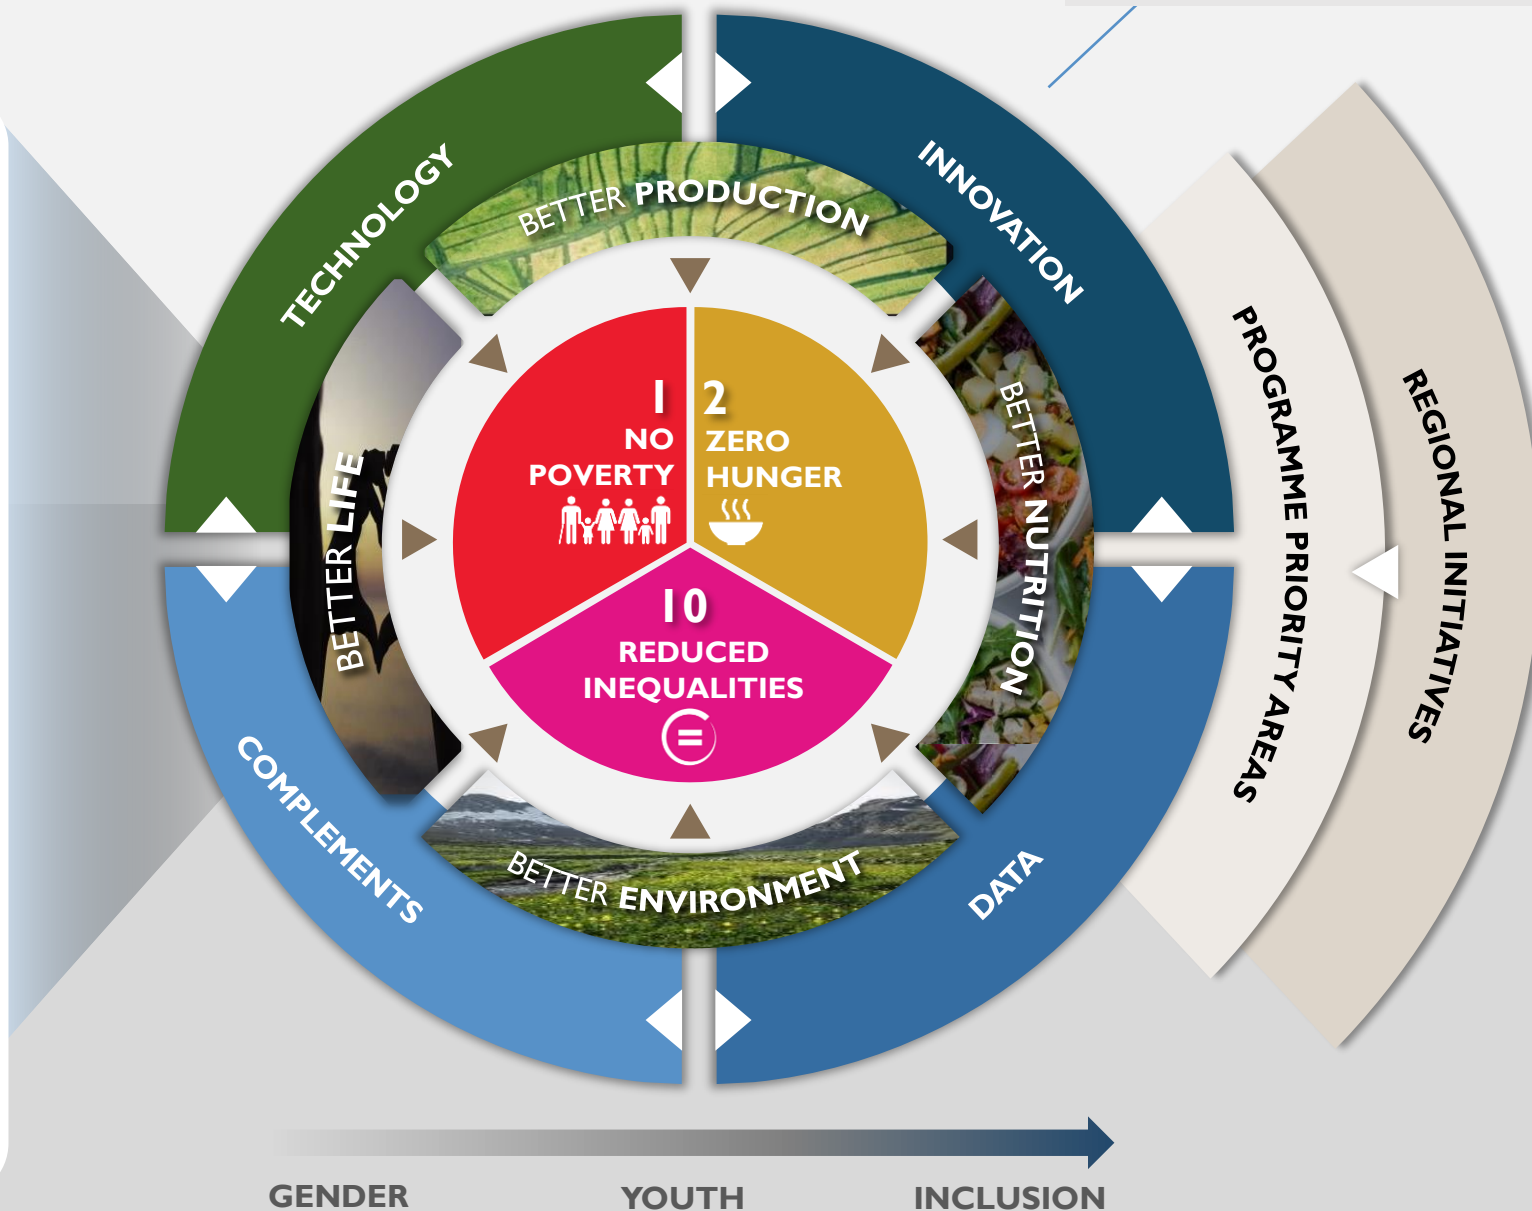 TECHNOLOGY
INNOVATION
BETTER PRODUCTION
BETTER LIFE
BETTER NUTRITION
1
NO
POVERTY
2
ZERO
HUNGER
10
REDUCED
INEQUALITIES
BETTER ENVIRONMENT
COMPLEMENTS
DATA
PROGRAMME PRIORITY AREAS
REGIONAL INITIATIVES
GENDER
YOUTH
INCLUSION